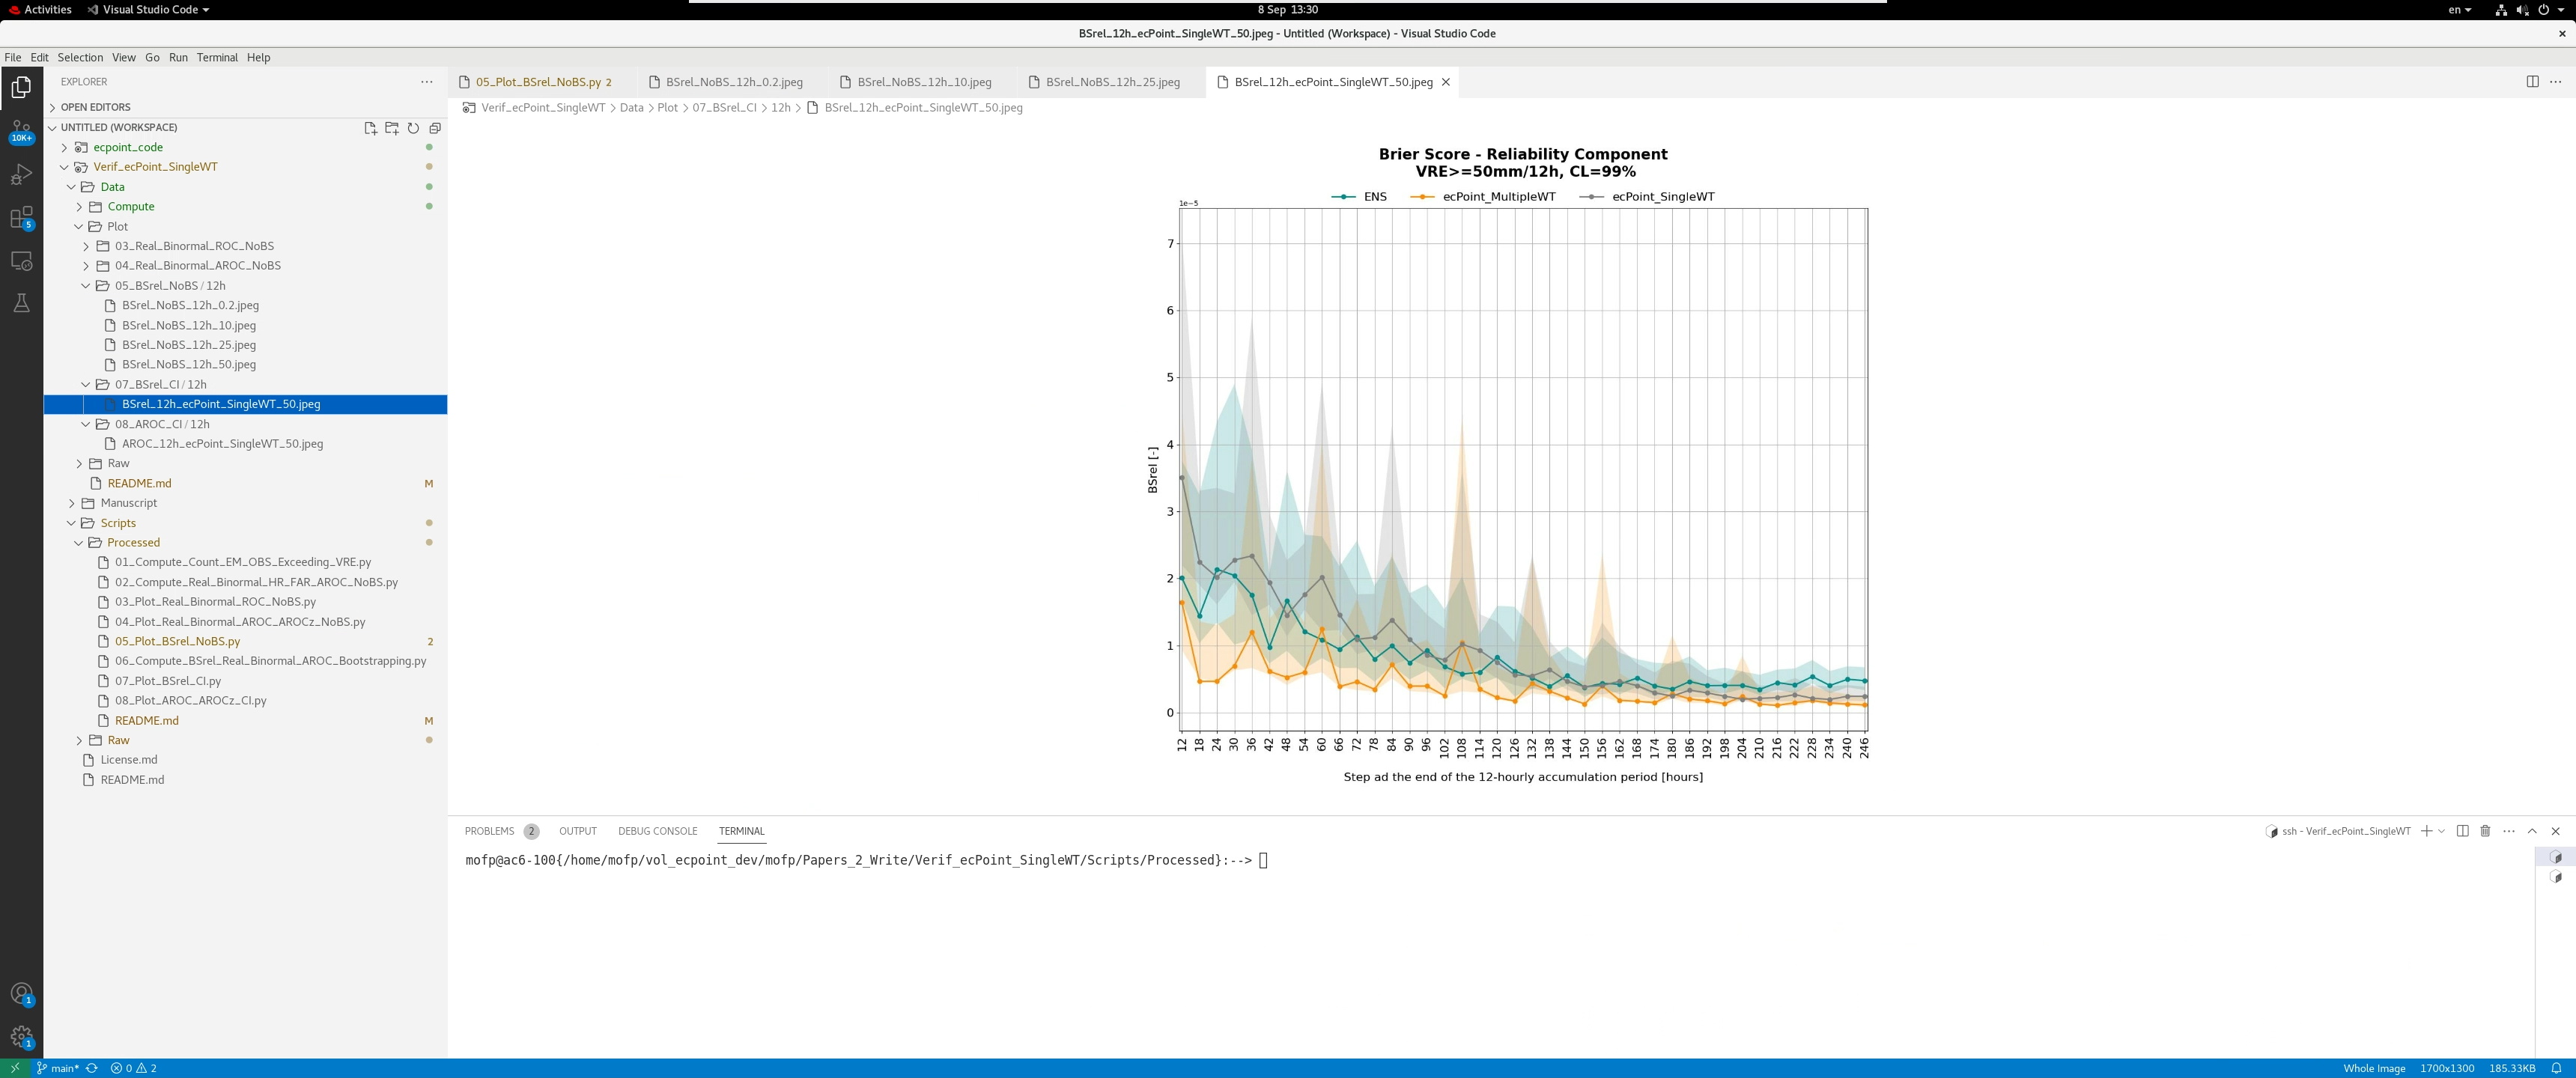 Activities Visual Studio Code 8 Sep 13:30 en
BSrel_12h_ecPoint_SingleWT_50.jpeg - Untitled (Workspace) - Visual Studio Code
File Edit Selection View Go Run Terminal Help
EXPLORER
OPEN EDITORS
UNTITLED (WORKSPACE)
ecpoint_code
Verif_ecPoint_SingleWT
Data
Compute
Plot
03_Real_Binormal_ROC_NoBS
04_Real_Binormal_AROC_NoBS
05_BSrel_NoBS / 12h
BSrel_NoBS_12h_0.2.jpeg
BSrel_NoBS_12h_10.jpeg
BSrel_NoBS_12h_25.jpeg
BSrel_NoBS_12h_50.jpeg
07_BSrel_CI / 12h
BSrel_12h_ecPoint_SingleWT_50.jpeg
08_AROC_CI / 12h
AROC_12h_ecPoint_SingleWT_50.jpeg
Raw
README.md M
Manuscript
Scripts
Processed
01_Compute_Count_EM_OBS_Exceeding_VRE.py
02_Compute_Real_Binormal_HR_FAR_AROC_NoBS.py
03_Plot_Real_Binormal_ROC_NoBS.py
04_Plot_Real_Binormal_AROC_AROCz_NoBS.py
05_Plot_BSrel_NoBS.py 2
06_Compute_BSrel_Real_Binormal_AROC_Bootstrapping.py
07_Plot_BSrel_CI.py
08_Plot_AROC_AROCz_CI.py
README.md M
Raw
License.md
README.md
10K+
5
1
1
05_Plot_BSrel_NoBS.py 2 BSrel_NoBS_12h_0.2.jpeg BSrel_NoBS_12h_10.jpeg BSrel_NoBS_12h_25.jpeg BSrel_12h_ecPoint_SingleWT_50.jpeg
Verif_ecPoint_SingleWT > Data > Plot > 07_BSrel_CI > 12h > BSrel_12h_ecPoint_SingleWT_50.jpeg
Brier Score - Reliability Component
VRE>=50mm/12h, CL=99%
ENS ecPoint_MultipleWT ecPoint_SingleWT
1e-5
7
6
5
4
3
2
1
0
BSrel [-]
12 18 24 30 36 42 48 54 60 66 72 78 84 90 96 102 108 114 120 126 132 138 144 150 156 162 168 174 180 186 192 198 204 210 216 222 228 234 240 246
Step ad the end of the 12-hourly accumulation period [hours]
PROBLEMS 2 OUTPUT DEBUG CONSOLE TERMINAL ssh - Verif_ecPoint_SingleWT
mofp@ac6-100{/home/mofp/vol_ecpoint_dev/mofp/Papers_2_Write/Verif_ecPoint_SingleWT/Scripts/Processed}:-->
main* 0 2 Whole Image 1700x1300 185.33KB